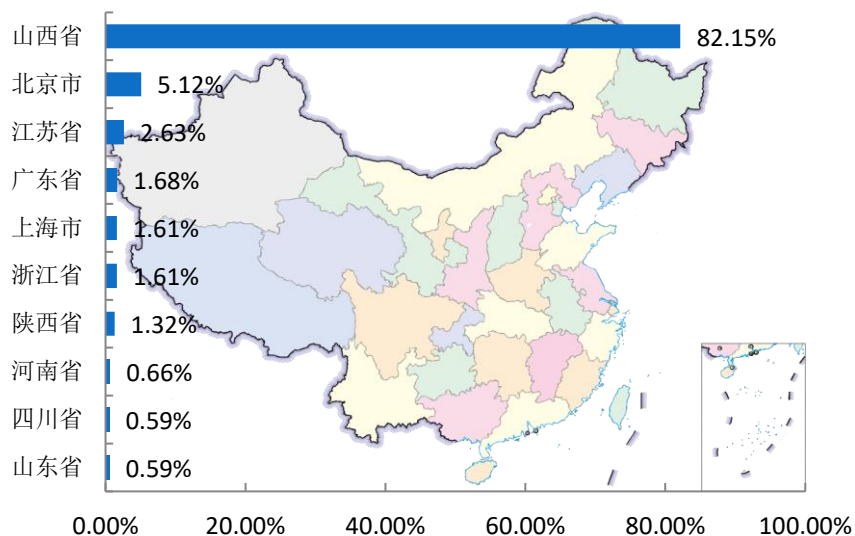 山西省 82.15%
北京市 5.12%
江苏省 2.63%
广东省 1.68%
上海市 1.61%
浙江省 1.61%
陕西省 1.32%
河南省 0.66%
四川省 0.59%
山东省 0.59%
0.00% 20.00% 40.00% 60.00% 80.00% 100.00%